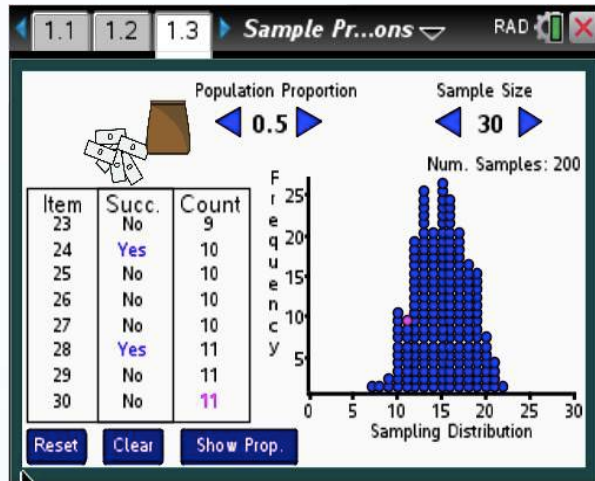 1.1 1.2 1.3 Sample Pr...ons RAD
Population Proportion
0.5
Sample Size
30
Num. Samples: 200
Item Succ. Count
23 No 9
24 Yes 10
25 No 10
26 No 10
27 No 10
28 Yes 11
29 No 11
30 No 11
Frequency
25
20
15
10
5
0 5 10 15 20 25 30
Sampling Distribution
Reset Clear Show Prop.